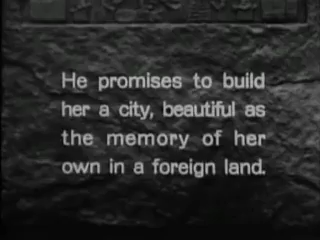 He promises to build
her a city, beautiful as
the memory of her
own in a foreign land.